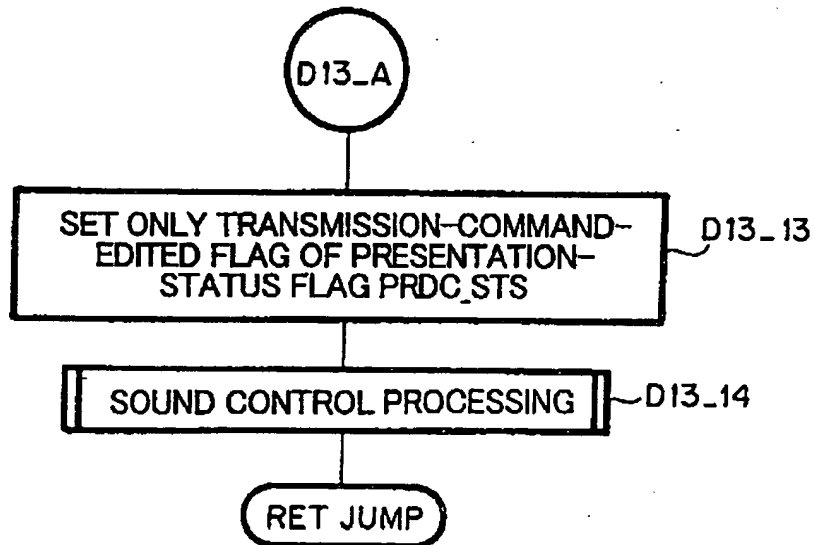 D13_A
SET ONLY TRANSMISSION-COMMAND-
EDITED FLAG OF PRESENTATION-
STATUS FLAG PRDC_STS
D13_13
SOUND CONTROL PROCESSING
D13_14
RET JUMP